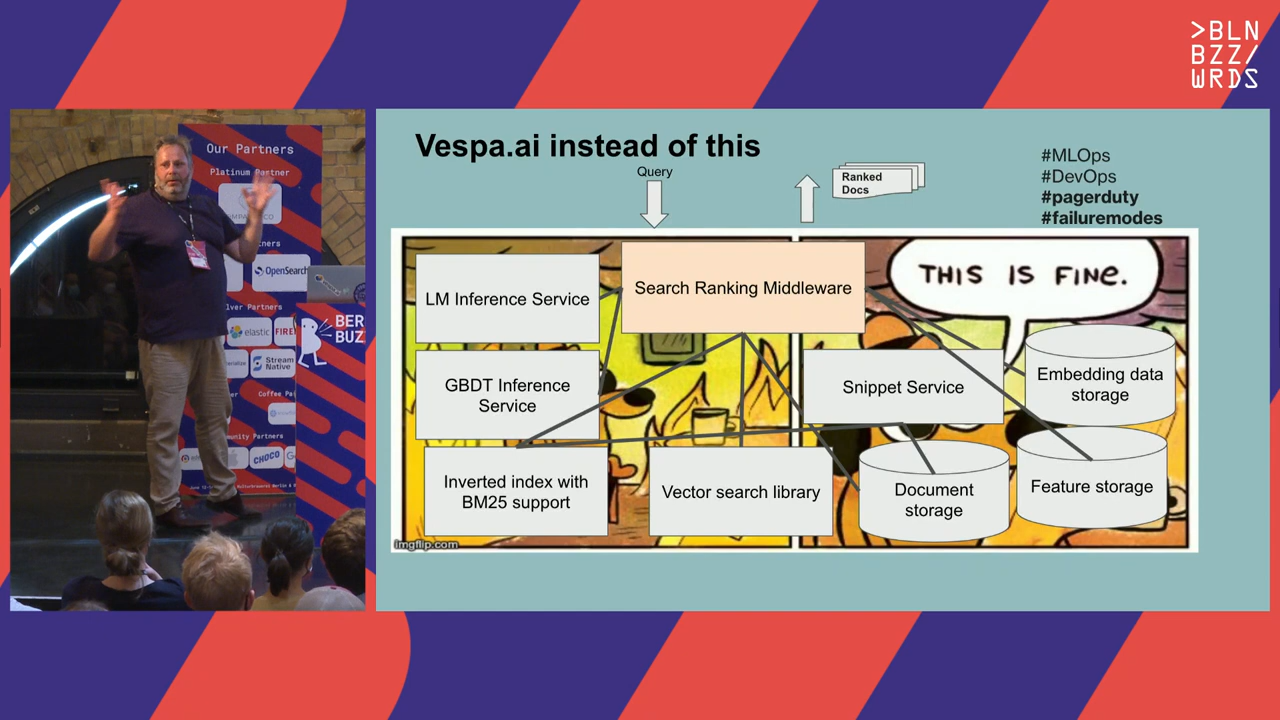 >BLN
BZZ/
WRDS
Our Partners
Platinum Partner
OpenSearch
elastic
FIRE
Stream
Native
Coffee Pa
CHOCO
BER
BUZ
Vespa.ai instead of this
Query
Ranked
Docs
#MLOps
#DevOps
#pagerduty
#failuremodes
THIS IS FINE.
LM Inference Service
Search Ranking Middleware
GBDT Inference
Service
Snippet Service
Embedding data
storage
Inverted index with
BM25 support
Vector search library
Document
storage
Feature storage
imgflip.com